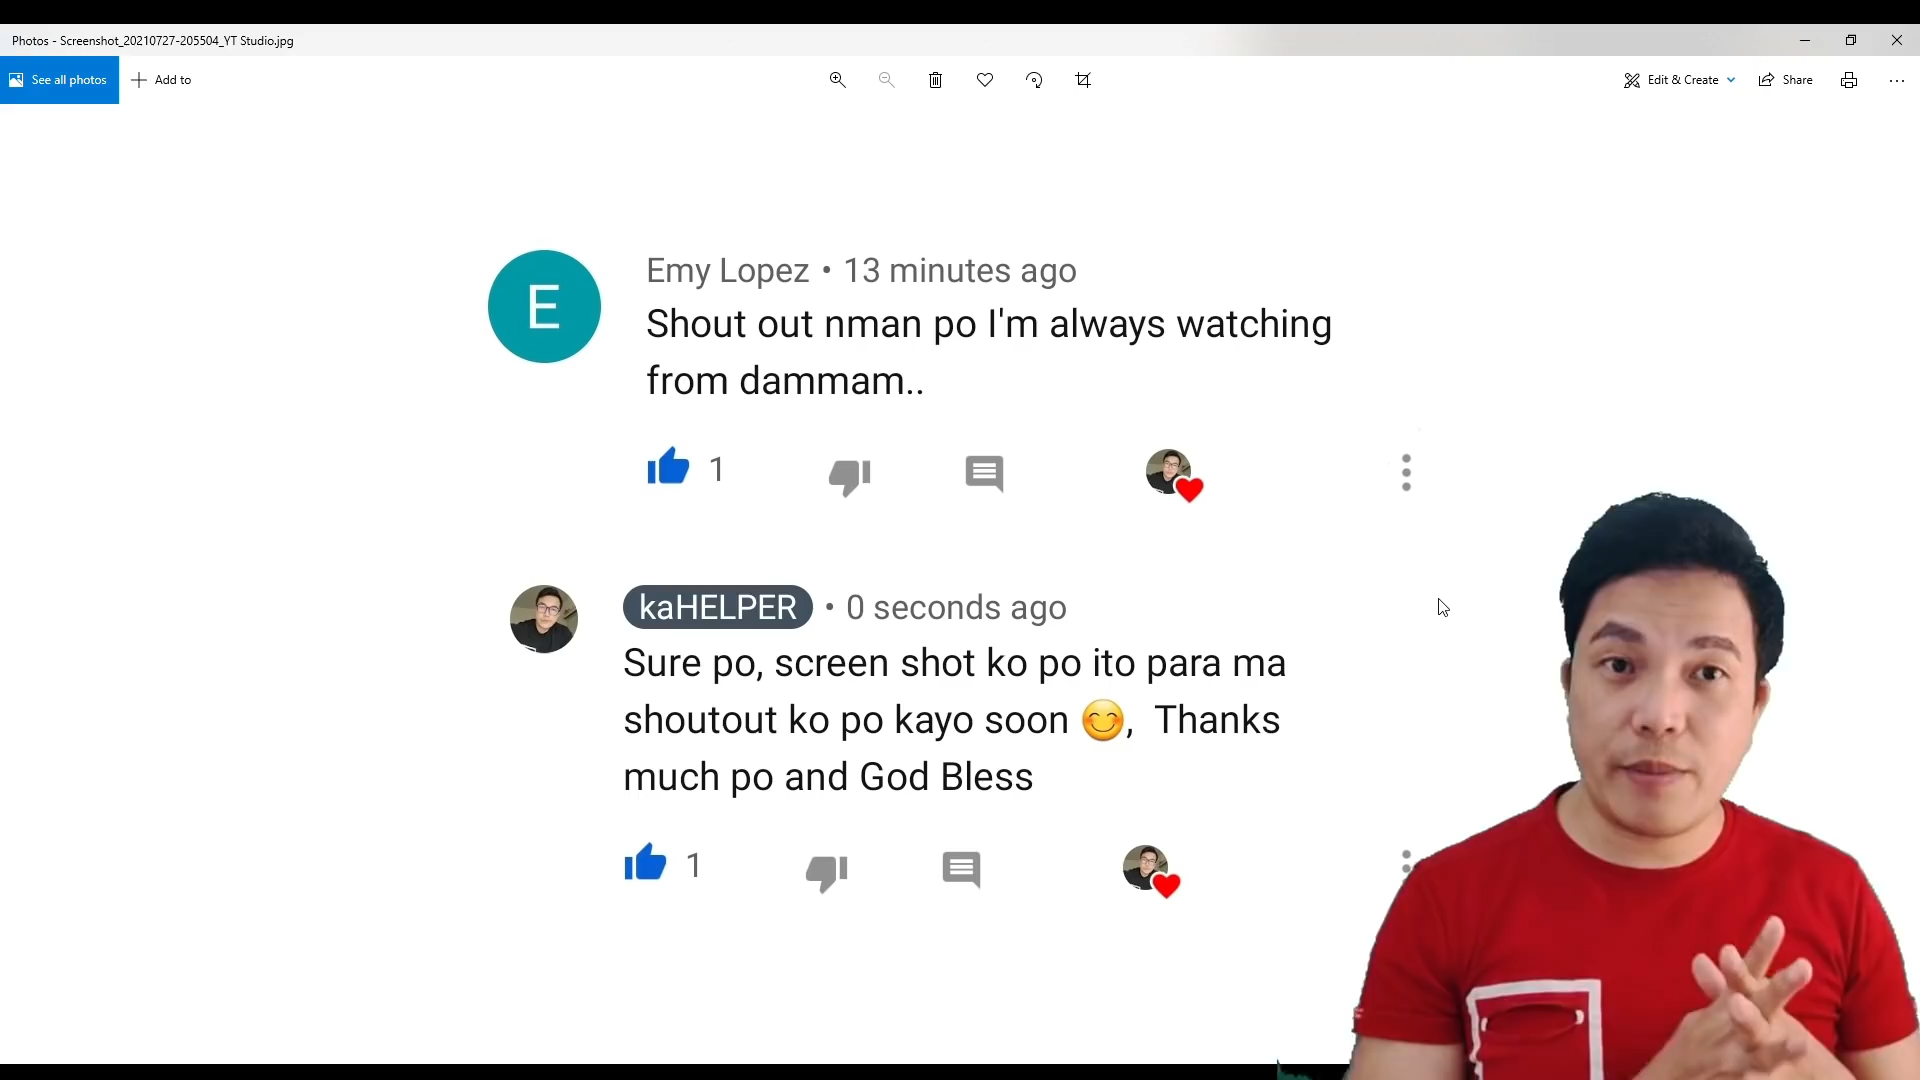 Photos - Screenshot_20210727-205504_YT Studio.jpg
See all photos
Add to
Edit & Create
Share
E
Emy Lopez • 13 minutes ago
Shout out nman po I'm always watching
from dammam..
1
kaHELPER • 0 seconds ago
Sure po, screen shot ko po ito para ma
shoutout ko po kayo soon 😊, Thanks
much po and God Bless
1